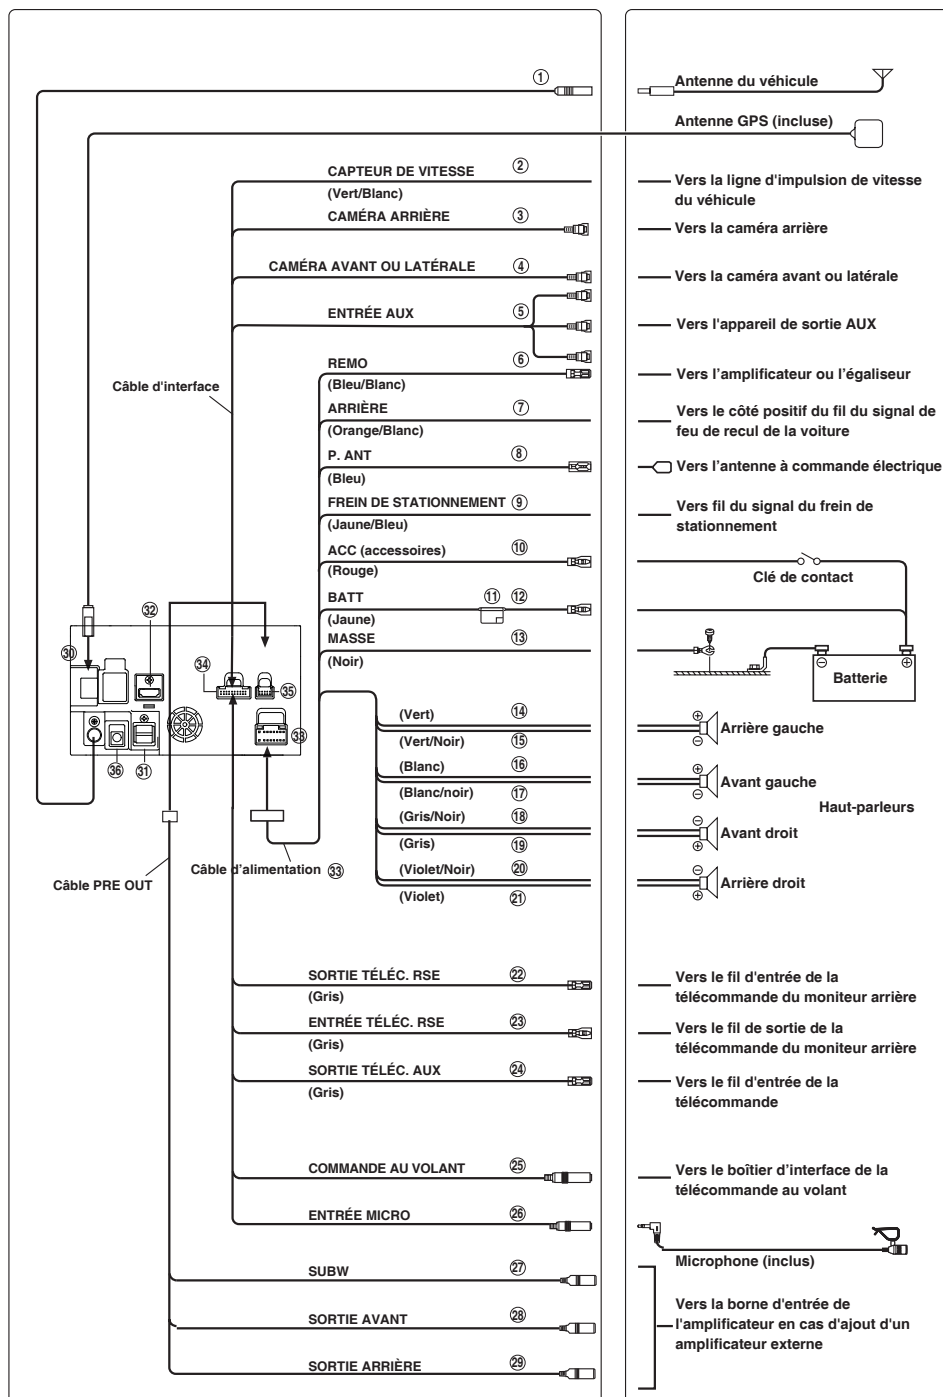 ①
Antenne du véhicule
Antenne GPS (incluse)
CAPTEUR DE VITESSE ②
(Vert/Blanc)
Vers la ligne d'impulsion de vitesse
du véhicule
CAMÉRA ARRIÈRE ③
Vers la caméra arrière
CAMÉRA AVANT OU LATÉRALE ④
Vers la caméra avant ou latérale
ENTRÉE AUX ⑤
Vers l'appareil de sortie AUX
Câble d'interface
REMO ⑥
(Bleu/Blanc)
Vers l’amplificateur ou l’égaliseur
ARRIÈRE ⑦
(Orange/Blanc)
Vers le côté positif du fil du signal de
feu de recul de la voiture
P. ANT ⑧
(Bleu)
Vers l’antenne à commande électrique
FREIN DE STATIONNEMENT ⑨
(Jaune/Bleu)
Vers fil du signal du frein de
stationnement
ACC (accessoires) ⑩
(Rouge)
Clé de contact
BATT ⑪ ⑫
(Jaune)
MASSE ⑬
(Noir)
⊖ ⊕
Batterie
㉚
㉜
㉞
㉟
㉝
㊱
㉛
(Vert) ⑭
(Vert/Noir) ⑮
⊕
⊖
Arrière gauche
(Blanc) ⑯
(Blanc/noir) ⑰
⊕
⊖
Avant gauche
Haut-parleurs
(Gris/Noir) ⑱
(Gris) ⑲
⊖
⊕
Avant droit
(Violet/Noir) ⑳
(Violet) ㉑
⊖
⊕
Arrière droit
Câble d’alimentation ㉝
Câble PRE OUT
SORTIE TÉLÉC. RSE ㉒
(Gris)
Vers le fil d'entrée de la
télécommande du moniteur arrière
ENTRÉE TÉLÉC. RSE ㉓
(Gris)
Vers le fil de sortie de la
télécommande du moniteur arrière
SORTIE TÉLÉC. AUX ㉔
(Gris)
Vers le fil d'entrée de la
télécommande
COMMANDE AU VOLANT ㉕
Vers le boîtier d’interface de la
télécommande au volant
ENTRÉE MICRO ㉖
Microphone (inclus)
SUBW ㉗
SORTIE AVANT ㉘
SORTIE ARRIÈRE ㉙
Vers la borne d'entrée de
l'amplificateur en cas d'ajout d'un
amplificateur externe